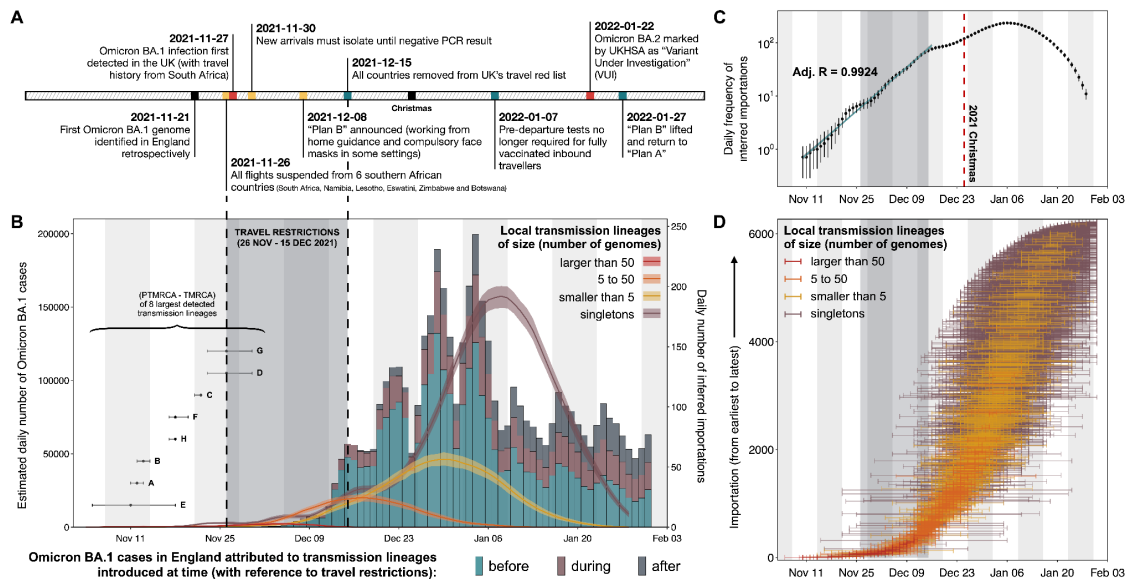 A
2021-11-27
Omicron BA.1 infection first
detected in the UK (with travel
history from South Africa)
2021-11-30
New arrivals must isolate until negative PCR result
2021-12-15
All countries removed from UK's travel red list
2022-01-22
Omicron BA.2 marked
by UKHSA as "Variant
Under Investigation"
(VUI)
Christmas
2021-11-21
First Omicron BA.1 genome
identified in England
retrospectively
2021-12-08
"Plan B" announced (working from
home guidance and compulsory face
masks in some settings)
2022-01-07
Pre-departure tests no
longer required for fully
vaccinated inbound
travellers
2022-01-27
"Plan B" lifted
and return to
"Plan A"
2021-11-26
All flights suspended from 6 southern African
countries (South Africa, Namibia, Lesotho, Eswatini, Zimbabwe and Botswana)
B
Estimated daily number of Omicron BA.1 cases
200000
150000
100000
50000
0
TRAVEL RESTRICTIONS
(26 NOV - 15 DEC 2021)
(PTMRCA - TMRCA)
of 8 largest detected
transmission lineages
G
D
C
F
H
B
A
E
Local transmission lineages
of size (number of genomes)
larger than 50
5 to 50
smaller than 5
singletons
250
200
150
100
50
0
Daily number of inferred importations
Nov 11
Nov 25
Dec 09
Dec 23
Jan 06
Jan 20
Feb 03
Omicron BA.1 cases in England attributed to transmission lineages
introduced at time (with reference to travel restrictions):
before
during
after
C
Daily frequency of
inferred importations
10²
10¹
10⁰
Adj. R = 0.9924
2021 Christmas
Nov 11
Nov 25
Dec 09
Dec 23
Jan 06
Jan 20
Feb 03
D
Importation (from earliest to latest)
6000
4000
2000
0
Local transmission lineages
of size (number of genomes)
larger than 50
5 to 50
smaller than 5
singletons
Nov 11
Nov 25
Dec 09
Dec 23
Jan 06
Jan 20
Feb 03